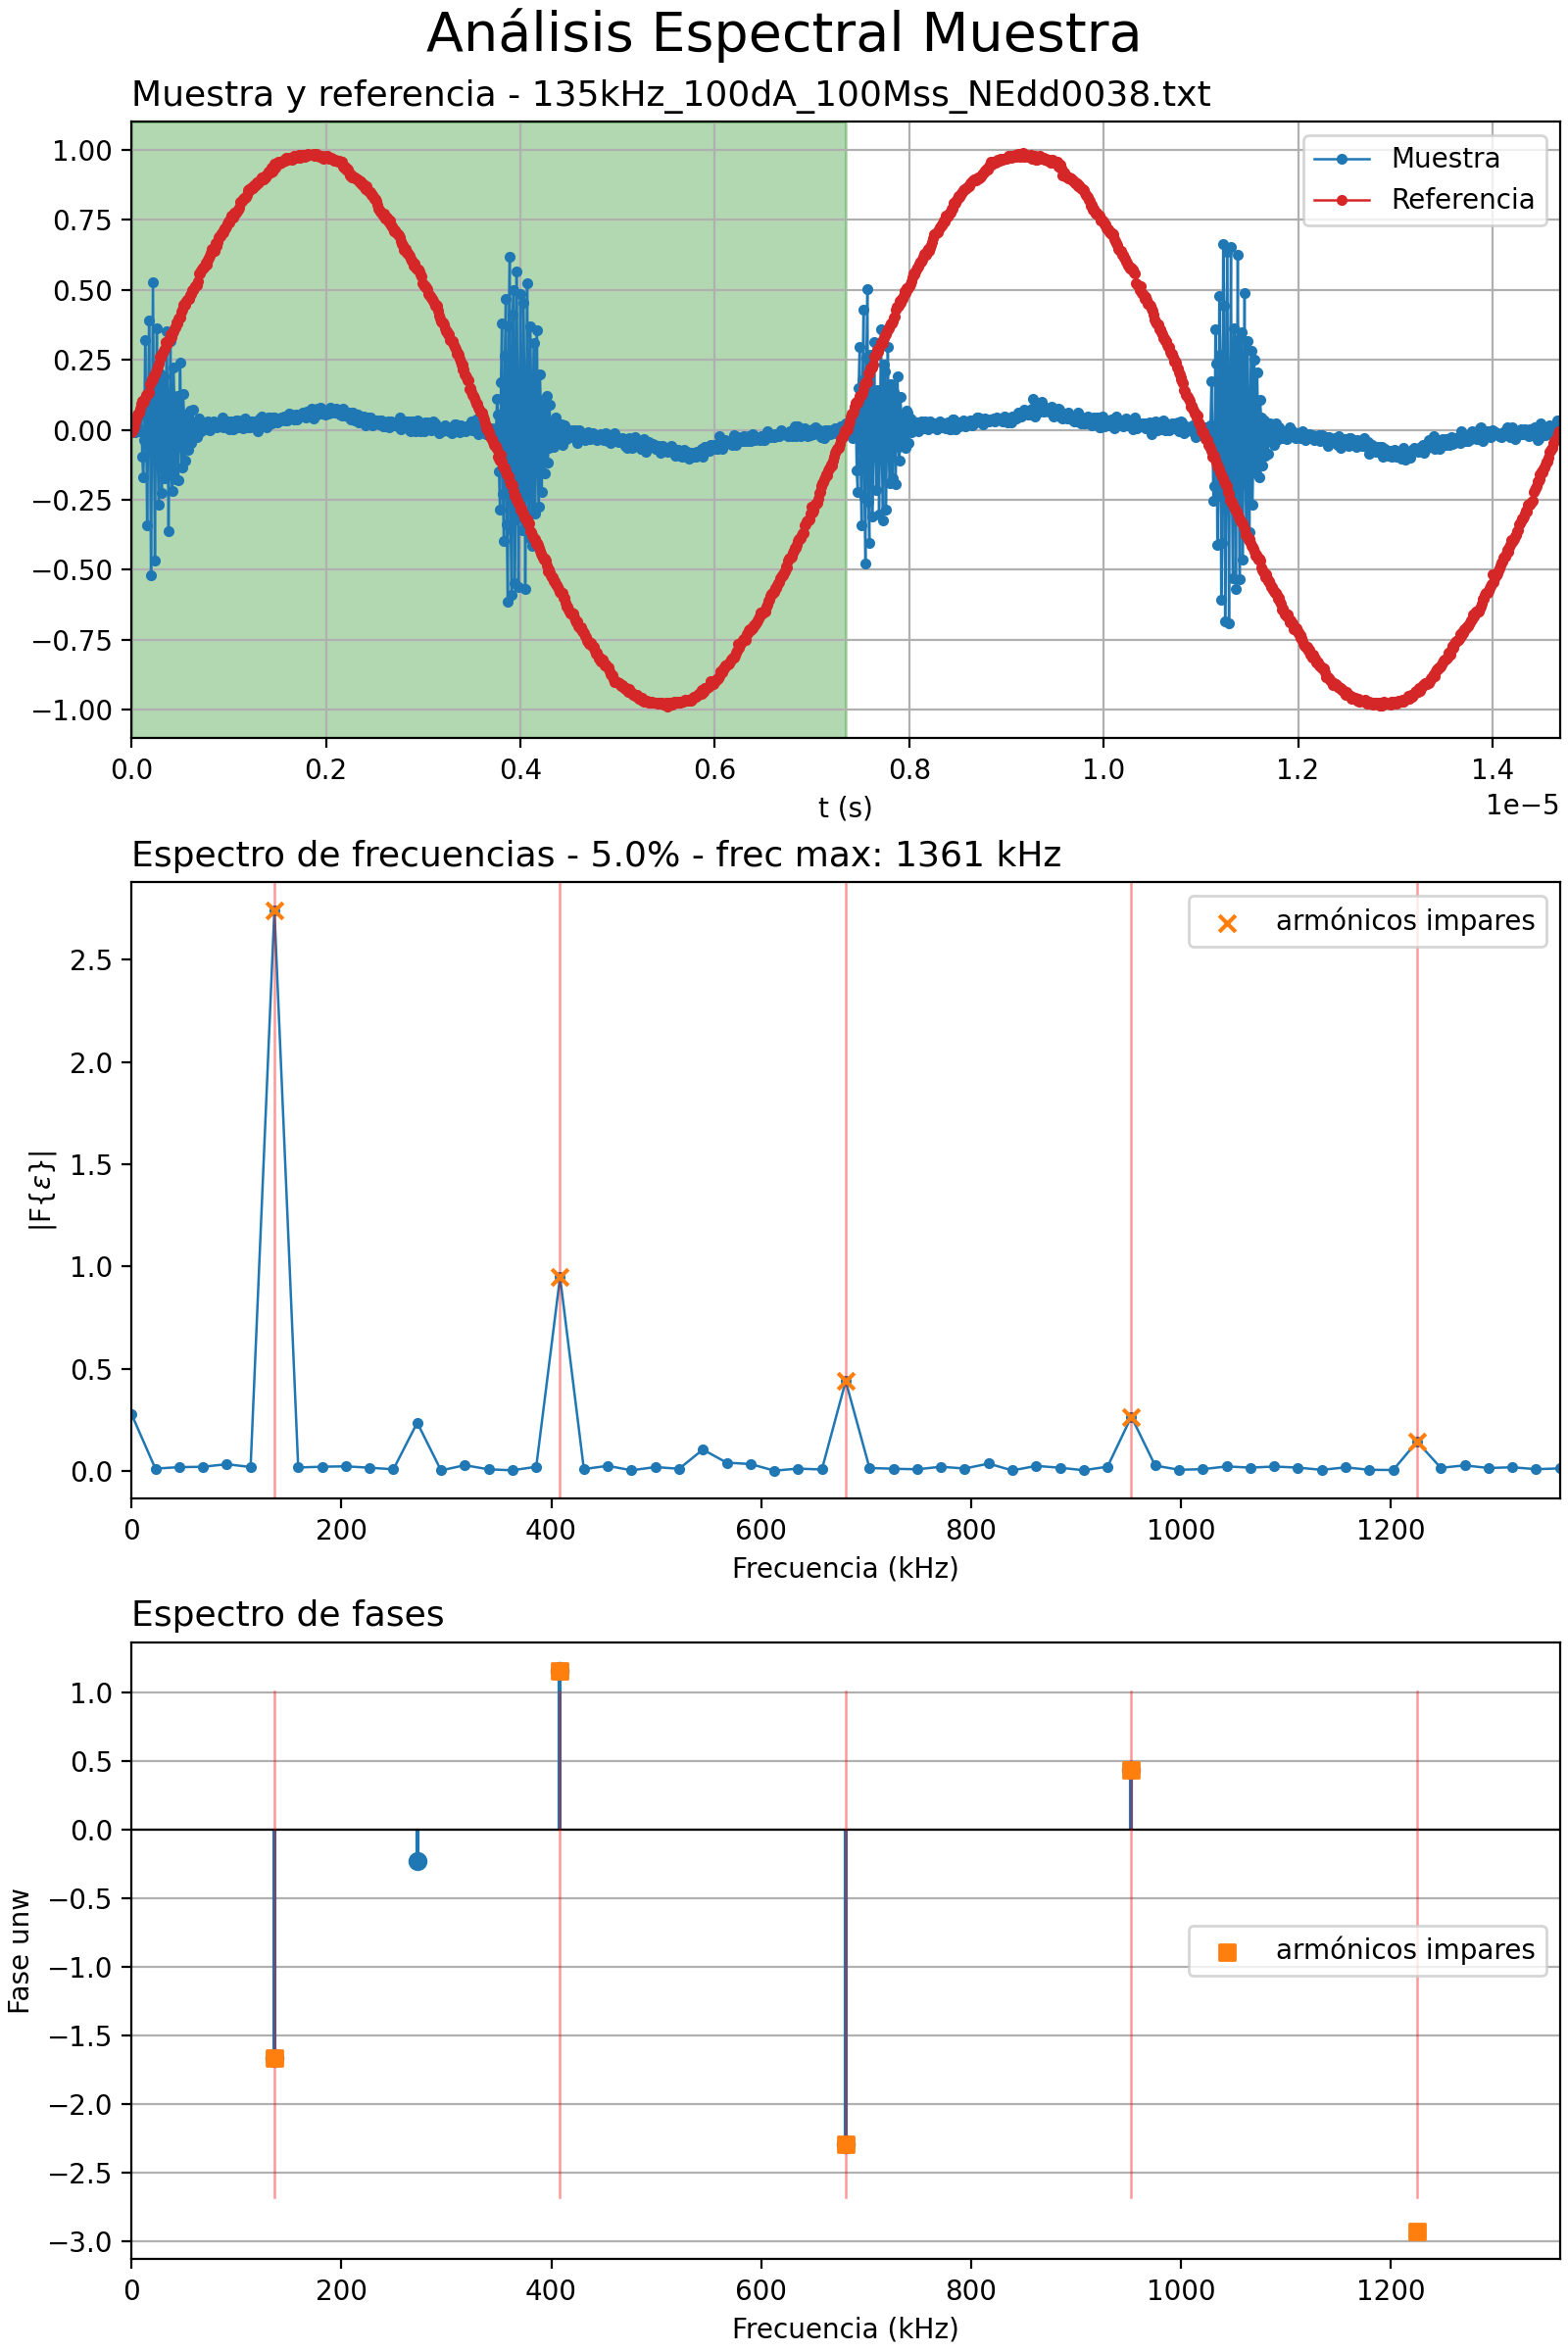 Análisis Espectral Muestra
Muestra y referencia - 135kHz_100dA_100Mss_NEdd0038.txt
1.00
0.75
0.50
0.25
0.00
−0.25
−0.50
−0.75
−1.00
Muestra
Referencia
0.0 0.2 0.4 0.6 0.8 1.0 1.2 1.4
t (s)
1e−5
Espectro de frecuencias - 5.0% - frec max: 1361 kHz
|F{ε}|
2.5
2.0
1.5
1.0
0.5
0.0
armónicos impares
0 200 400 600 800 1000 1200
Frecuencia (kHz)
Espectro de fases
Fase unw
1.0
0.5
0.0
−0.5
−1.0
−1.5
−2.0
−2.5
−3.0
armónicos impares
0 200 400 600 800 1000 1200
Frecuencia (kHz)